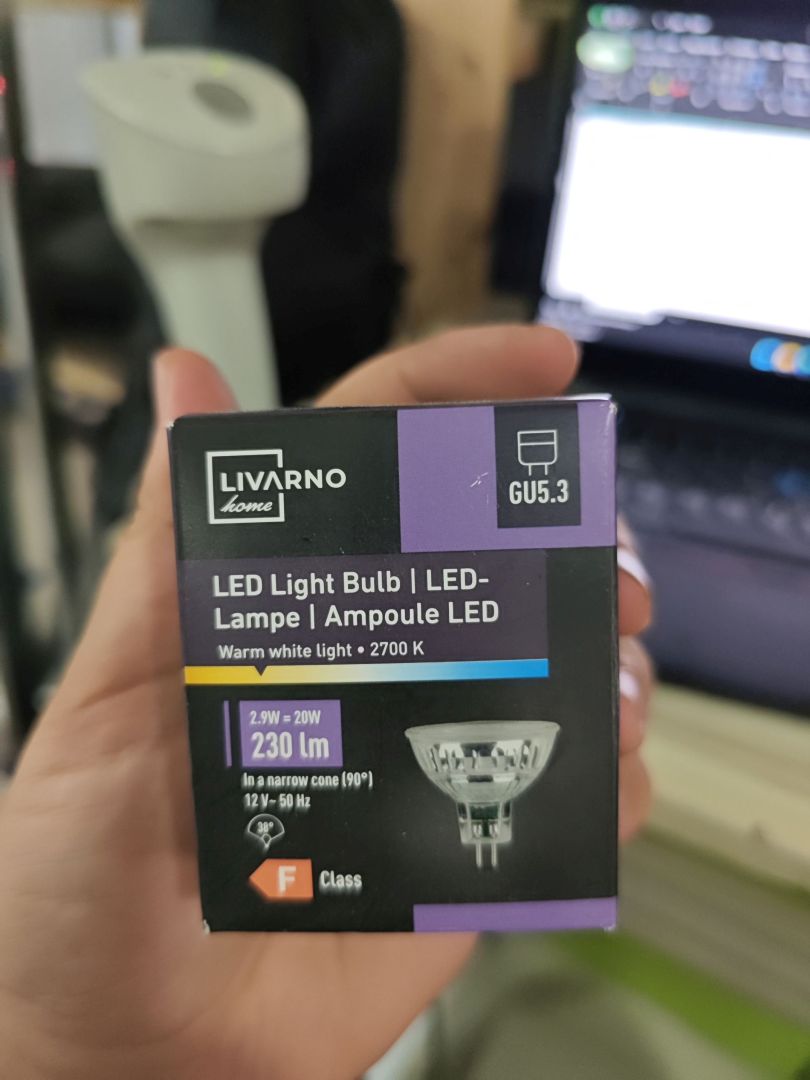 LIVARNO
home
GU5.3
LED Light Bulb | LED-
Lampe | Ampoule LED
Warm white light • 2700 K
2.9W = 20W
230 lm
In a narrow cone (90°)
12 V~ 50 Hz
38°
F Class